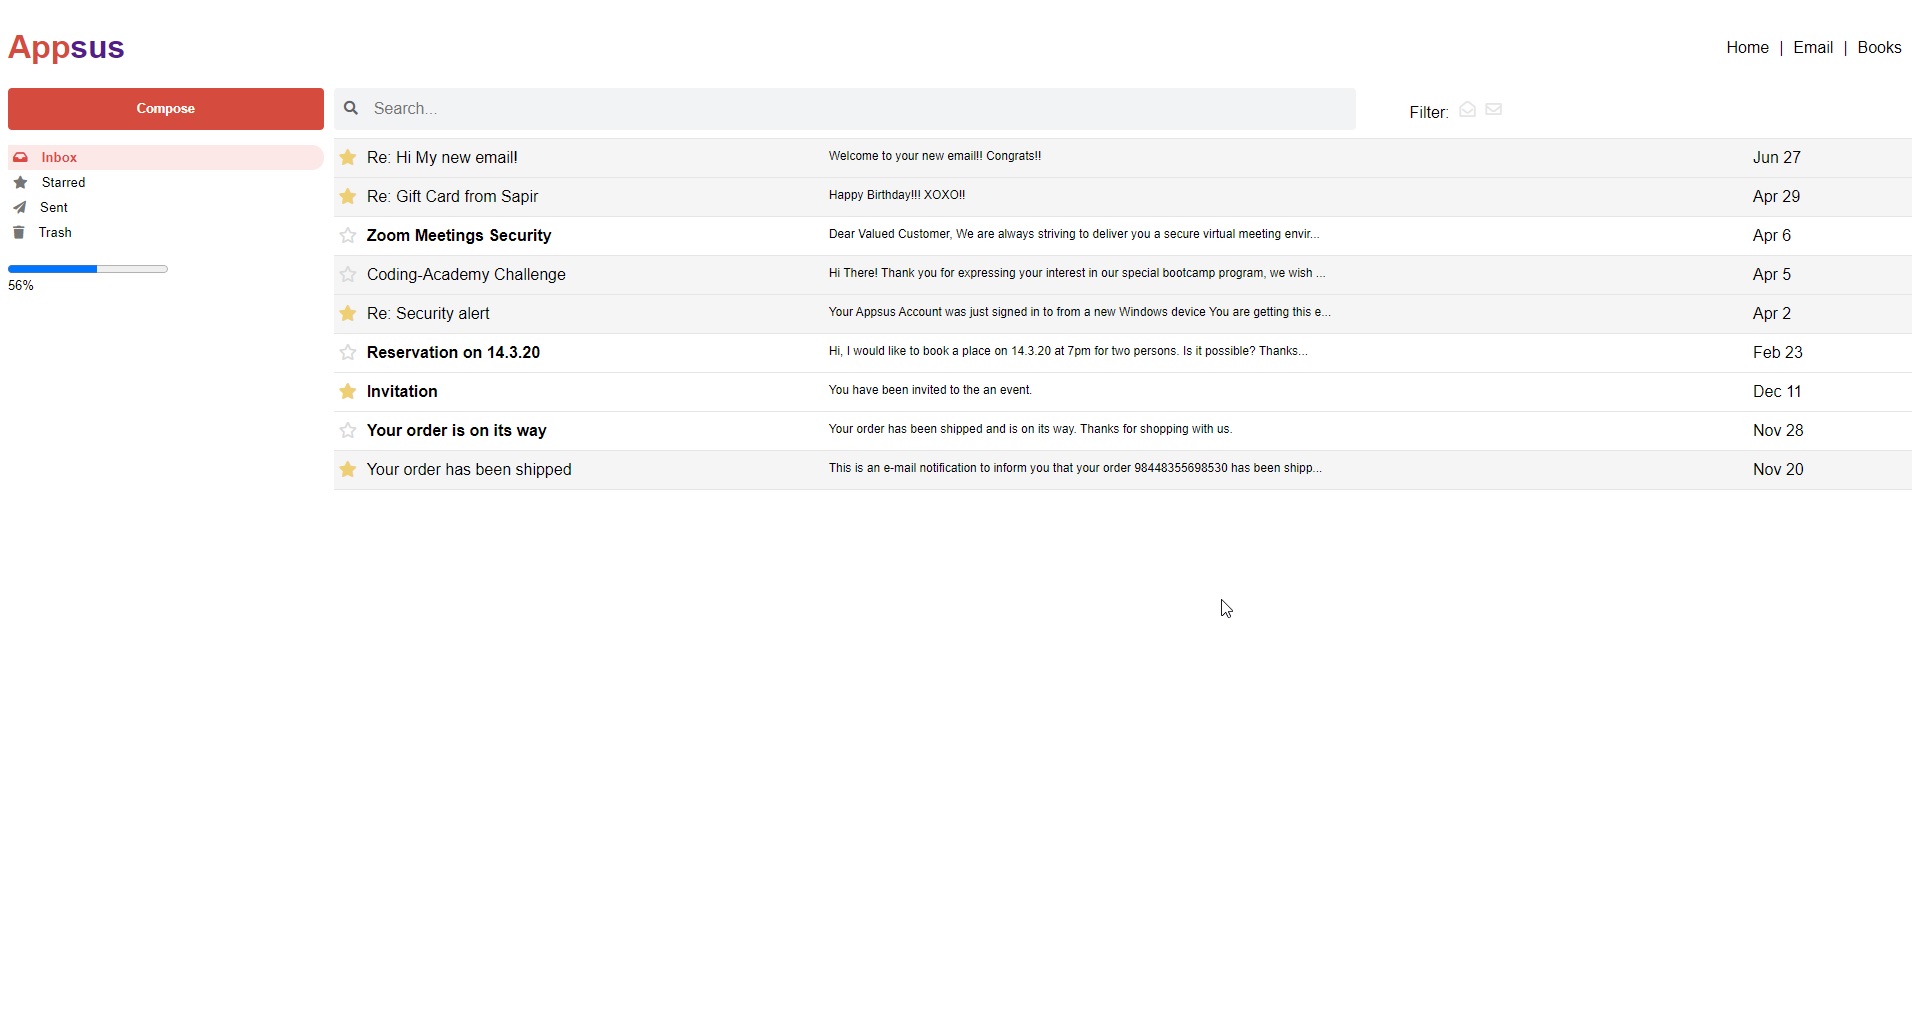 Appsus
Home | Email | Books
Compose
Search...
Filter:
Inbox
Starred
Sent
Trash
56%
Re: Hi My new email! Welcome to your new email!! Congrats!! Jun 27
Re: Gift Card from Sapir Happy Birthday!!! XOXO!! Apr 29
Zoom Meetings Security Dear Valued Customer, We are always striving to deliver you a secure virtual meeting envir... Apr 6
Coding-Academy Challenge Hi There! Thank you for expressing your interest in our special bootcamp program, we wish ... Apr 5
Re: Security alert Your Appsus Account was just signed in to from a new Windows device You are getting this e... Apr 2
Reservation on 14.3.20 Hi, I would like to book a place on 14.3.20 at 7pm for two persons. Is it possible? Thanks... Feb 23
Invitation You have been invited to the an event. Dec 11
Your order is on its way Your order has been shipped and is on its way. Thanks for shopping with us. Nov 28
Your order has been shipped This is an e-mail notification to inform you that your order 98448355698530 has been shipp... Nov 20